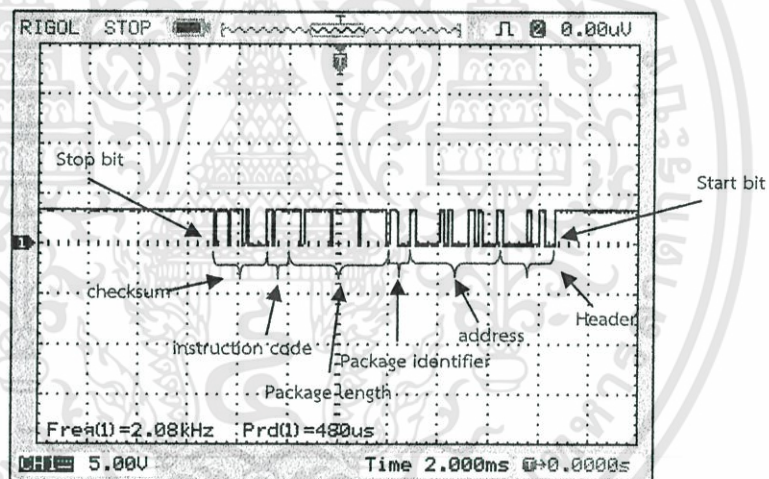 RIGOL STOP T 2 0.00uV
T
Stop bit
Start bit
1
checksum
instruction code
Package length
Package identifier
address
Header
Freq(1)=2.08kHz Prd(1)=480us
CH1 5.00V Time 2.000ms T→0.0000s